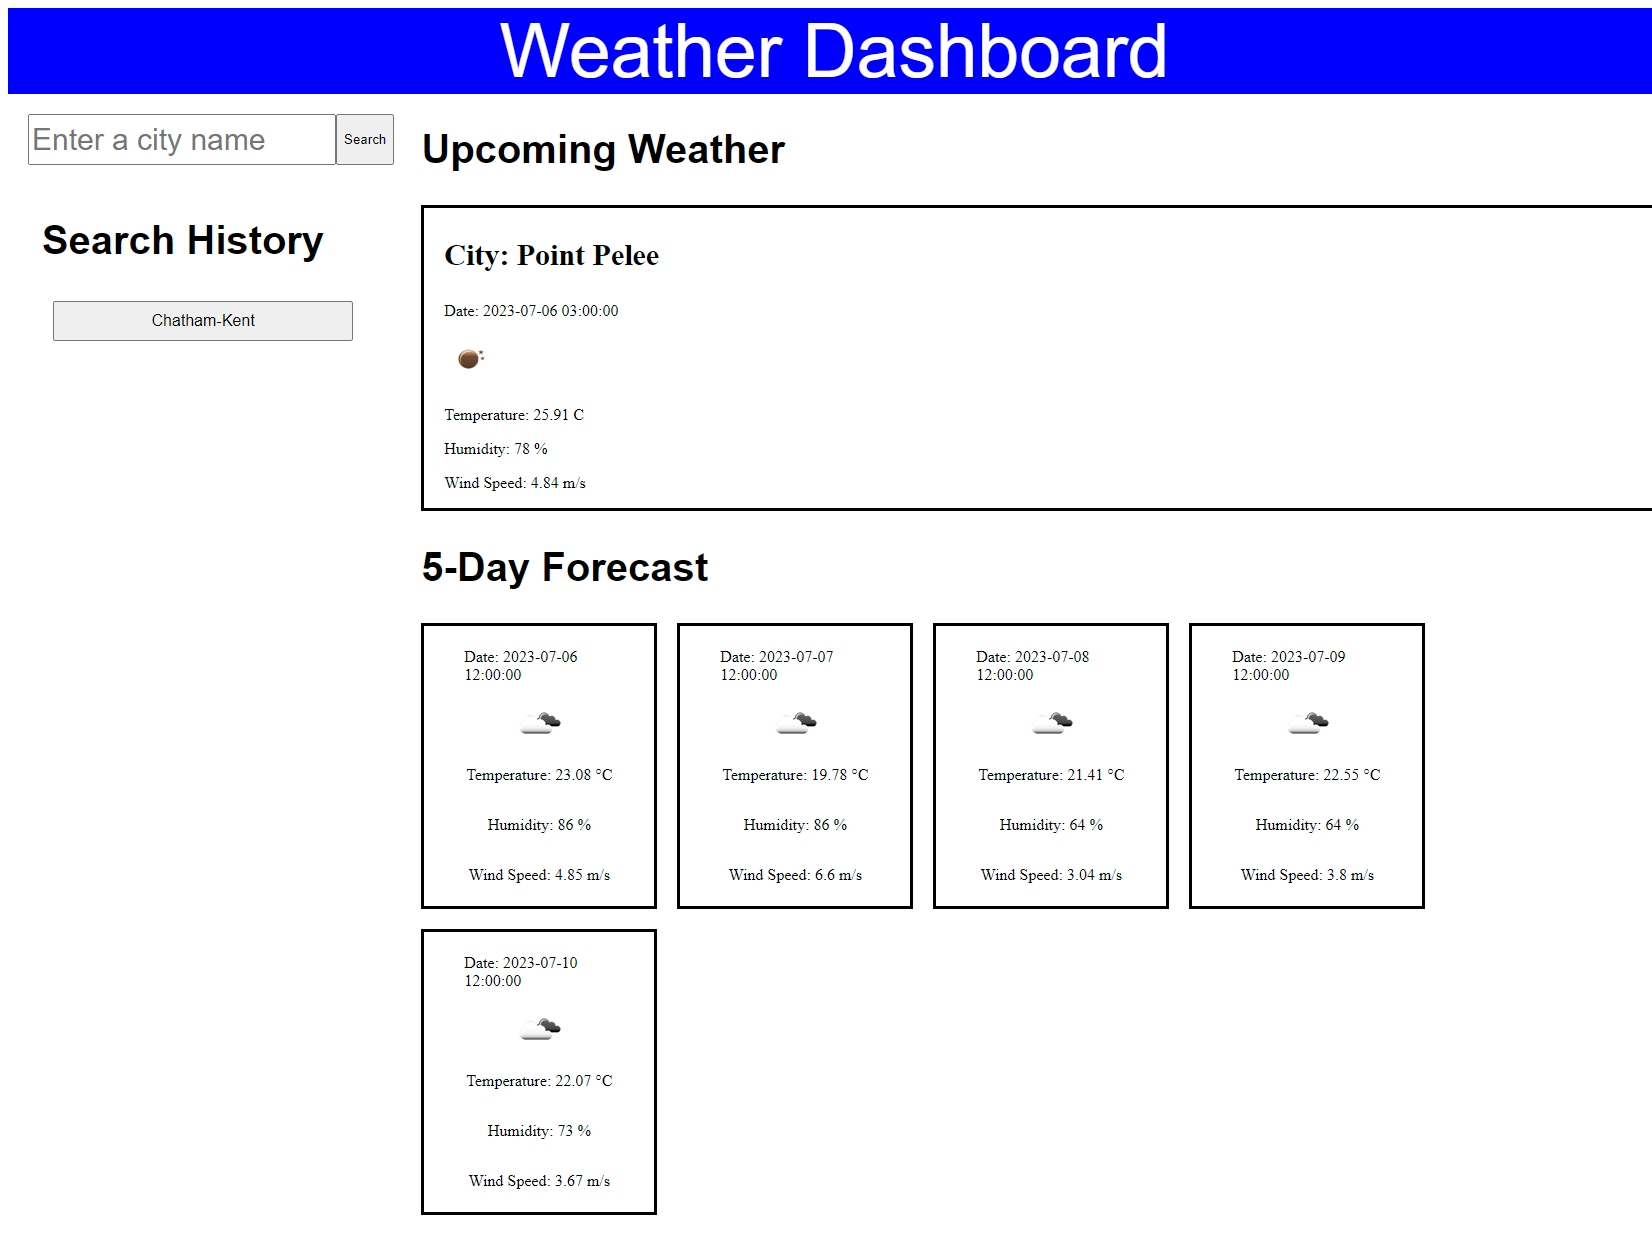 Weather Dashboard
Enter a city name
Search
Search History
Chatham-Kent
Upcoming Weather
City: Point Pelee
Date: 2023-07-06 03:00:00
Temperature: 25.91 C
Humidity: 78 %
Wind Speed: 4.84 m/s
5-Day Forecast
Date: 2023-07-06
12:00:00
Temperature: 23.08 °C
Humidity: 86 %
Wind Speed: 4.85 m/s
Date: 2023-07-07
12:00:00
Temperature: 19.78 °C
Humidity: 86 %
Wind Speed: 6.6 m/s
Date: 2023-07-08
12:00:00
Temperature: 21.41 °C
Humidity: 64 %
Wind Speed: 3.04 m/s
Date: 2023-07-09
12:00:00
Temperature: 22.55 °C
Humidity: 64 %
Wind Speed: 3.8 m/s
Date: 2023-07-10
12:00:00
Temperature: 22.07 °C
Humidity: 73 %
Wind Speed: 3.67 m/s